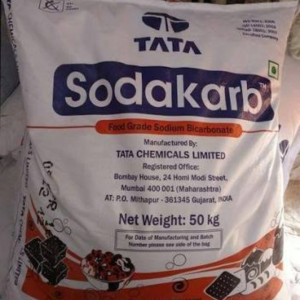 TATA
Sodakarb™
Food Grade Sodium Bicarbonate
Manufactured By:
TATA CHEMICALS LIMITED
Registered Office:
Bombay House, 24 Homi Modi Street,
Mumbai 400 001 (Maharashtra)
AT: P.O. Mithapur - 361345 Gujarat, INDIA
Net Weight: 50 kg
For Date of Manufacturing and Batch
Number please see side of the bag